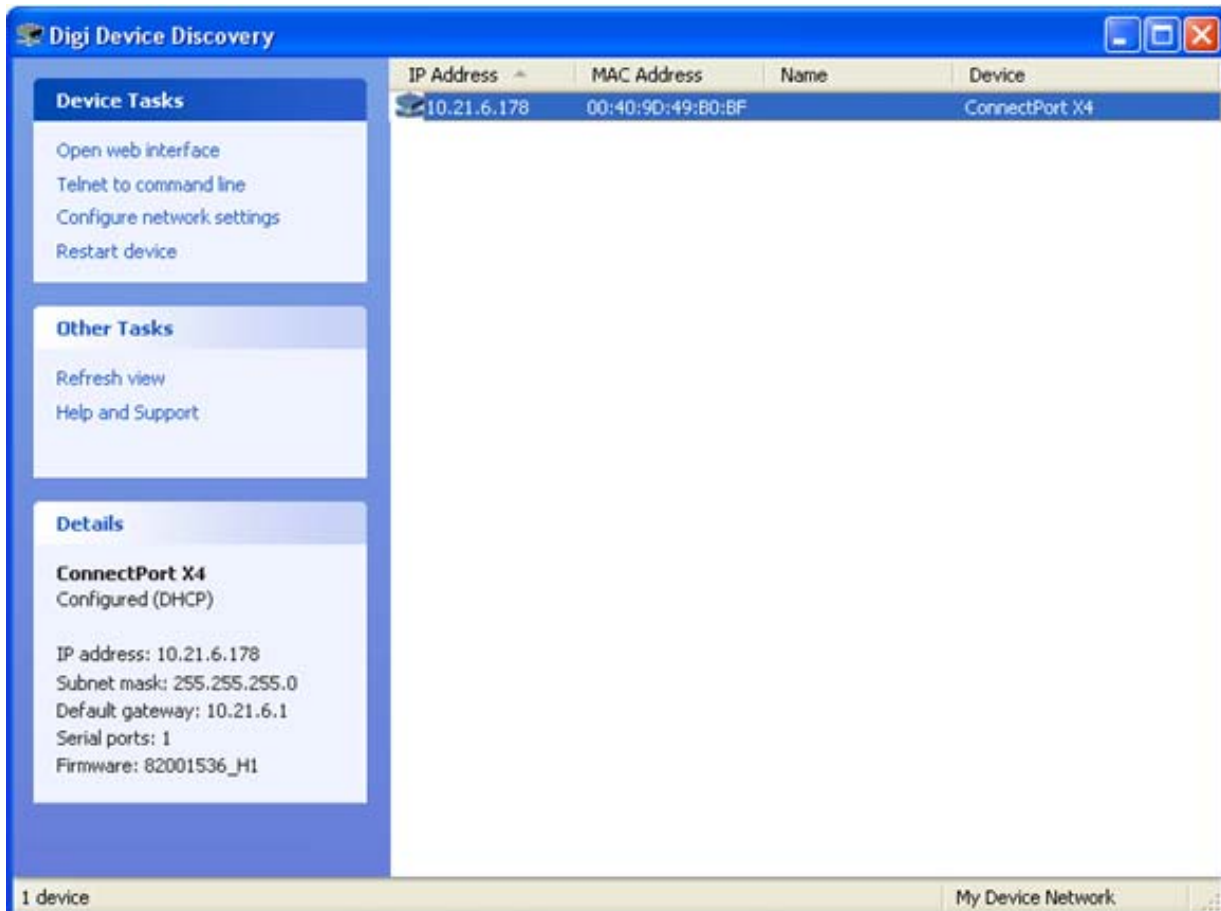 Digi Device Discovery
Device Tasks
Open web interface
Telnet to command line
Configure network settings
Restart device
Other Tasks
Refresh view
Help and Support
Details
ConnectPort X4
Configured (DHCP)
IP address: 10.21.6.178
Subnet mask: 255.255.255.0
Default gateway: 10.21.6.1
Serial ports: 1
Firmware: 82001536_H1
IP Address MAC Address Name Device
10.21.6.178 00:40:9D:49:B0:BF ConnectPort X4
1 device My Device Network